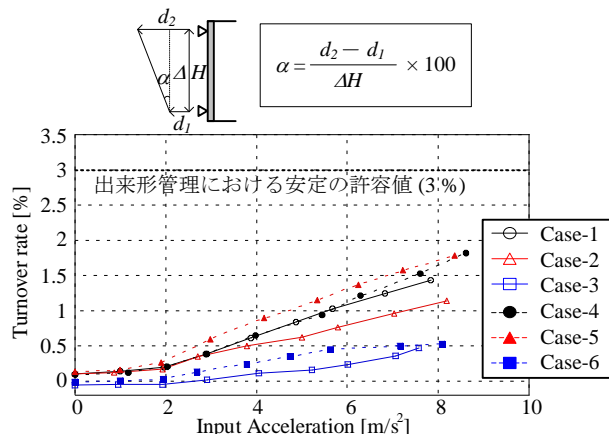 d₂
α
ΔH
d₁
α = (d₂ − d₁) / ΔH × 100
3.5
3
2.5
2
1.5
1
0.5
0
Turnover rate [%]
出来形管理における安定の許容値 (3 %)
0 2 4 6 8 10
Input Acceleration [m/s²]
Case-1
Case-2
Case-3
Case-4
Case-5
Case-6